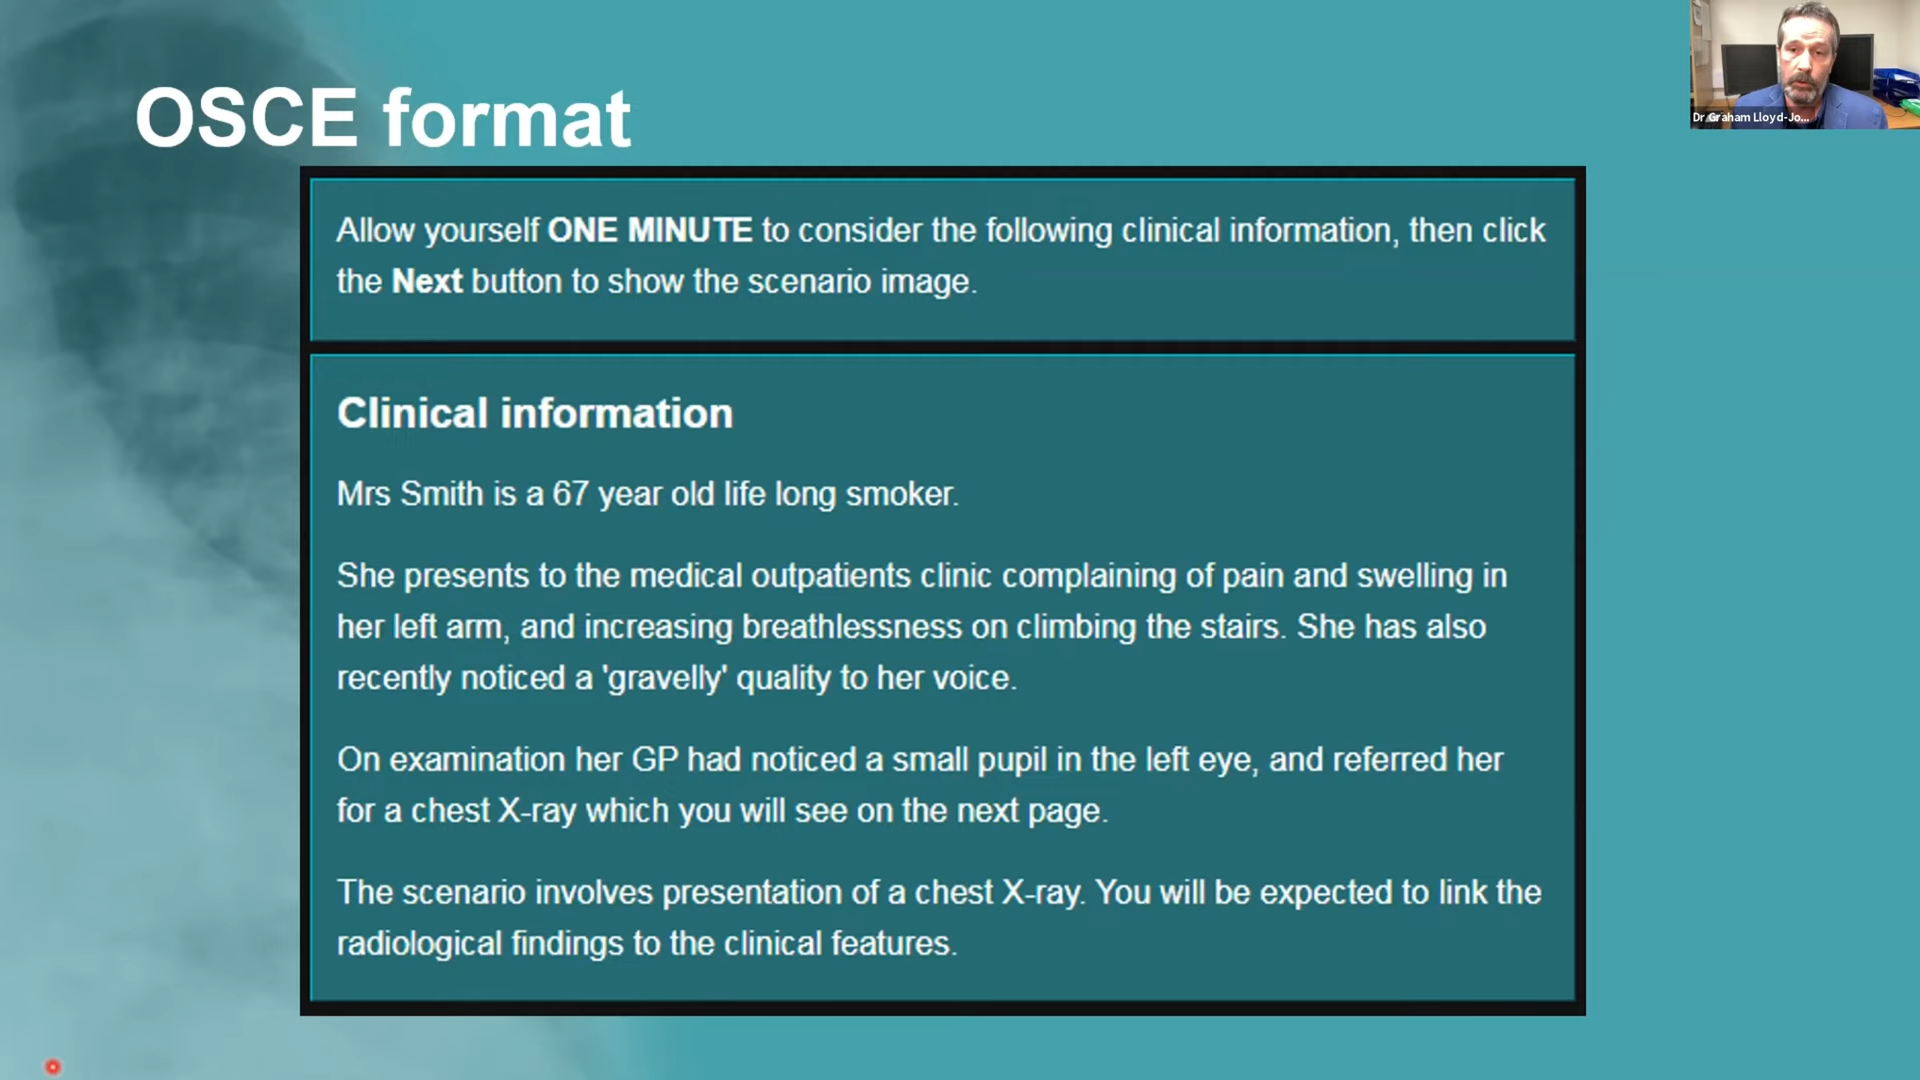 OSCE format
Dr Graham Lloyd-Jo...
Allow yourself ONE MINUTE to consider the following clinical information, then click
the Next button to show the scenario image.
Clinical information
Mrs Smith is a 67 year old life long smoker.
She presents to the medical outpatients clinic complaining of pain and swelling in
her left arm, and increasing breathlessness on climbing the stairs. She has also
recently noticed a 'gravelly' quality to her voice.
On examination her GP had noticed a small pupil in the left eye, and referred her
for a chest X-ray which you will see on the next page.
The scenario involves presentation of a chest X-ray. You will be expected to link the
radiological findings to the clinical features.